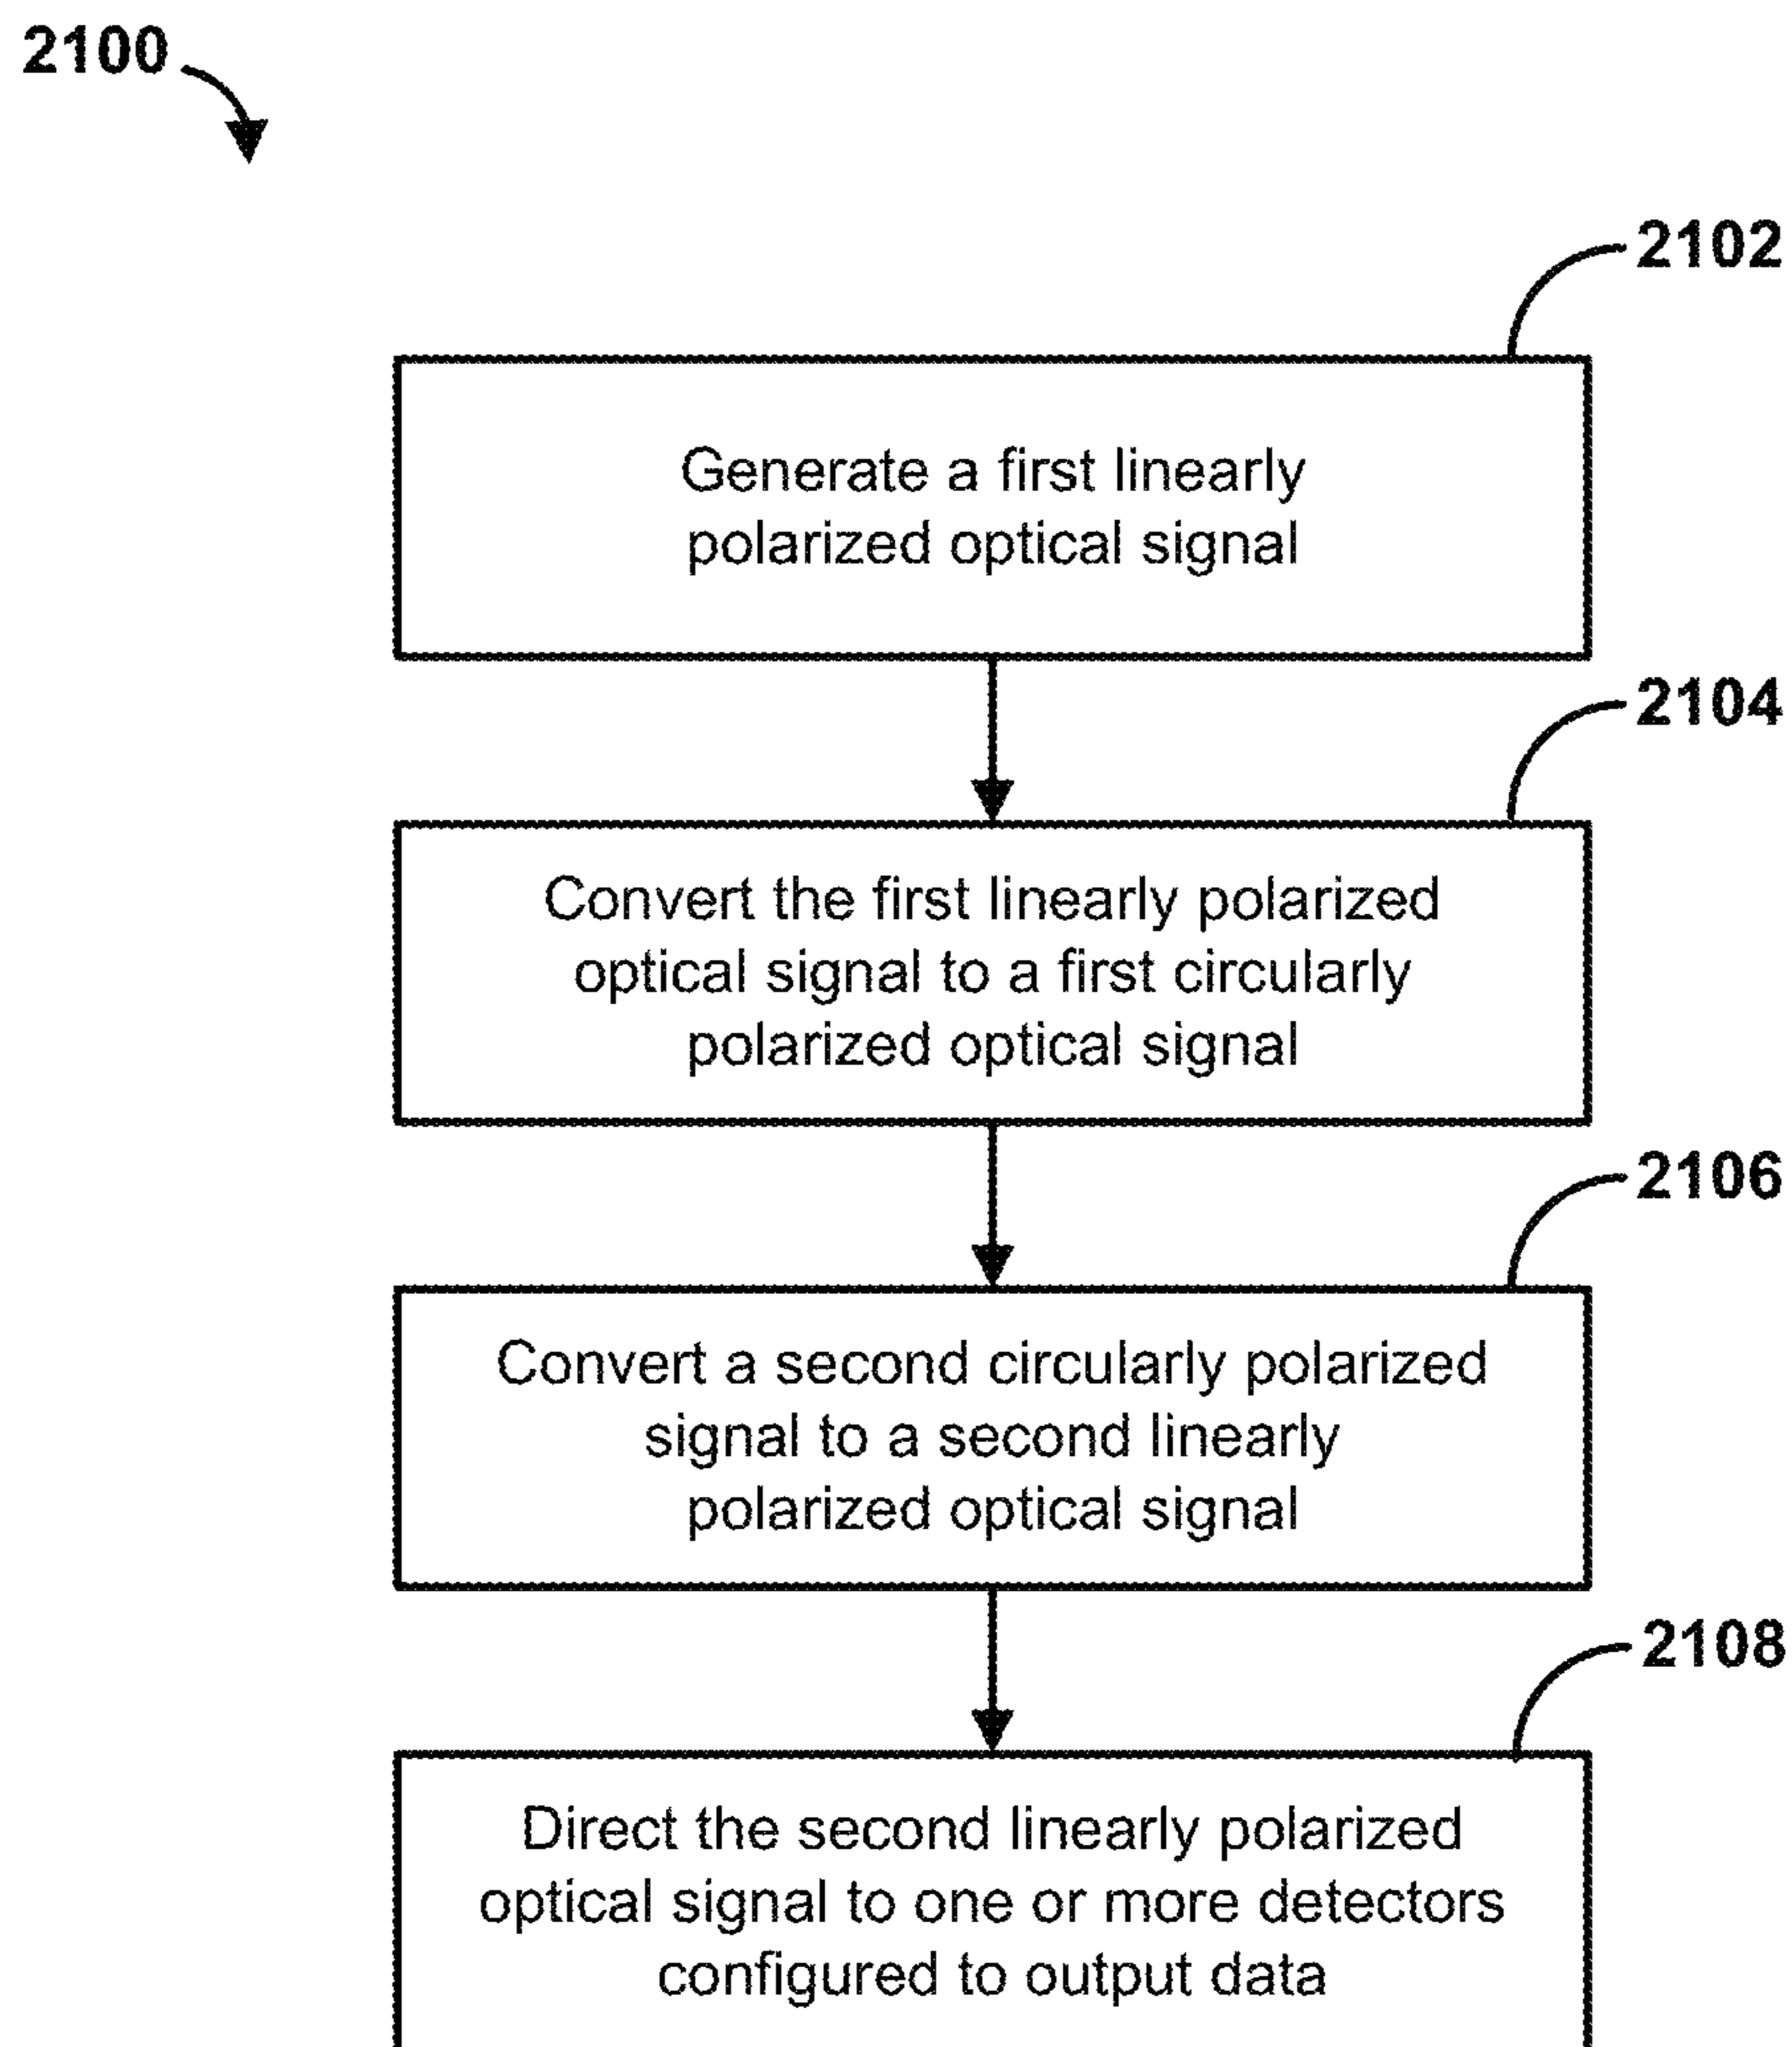 2100
2102
Generate a first linearly
polarized optical signal
2104
Convert the first linearly polarized
optical signal to a first circularly
polarized optical signal
2106
Convert a second circularly polarized
signal to a second linearly
polarized optical signal
2108
Direct the second linearly polarized
optical signal to one or more detectors
configured to output data